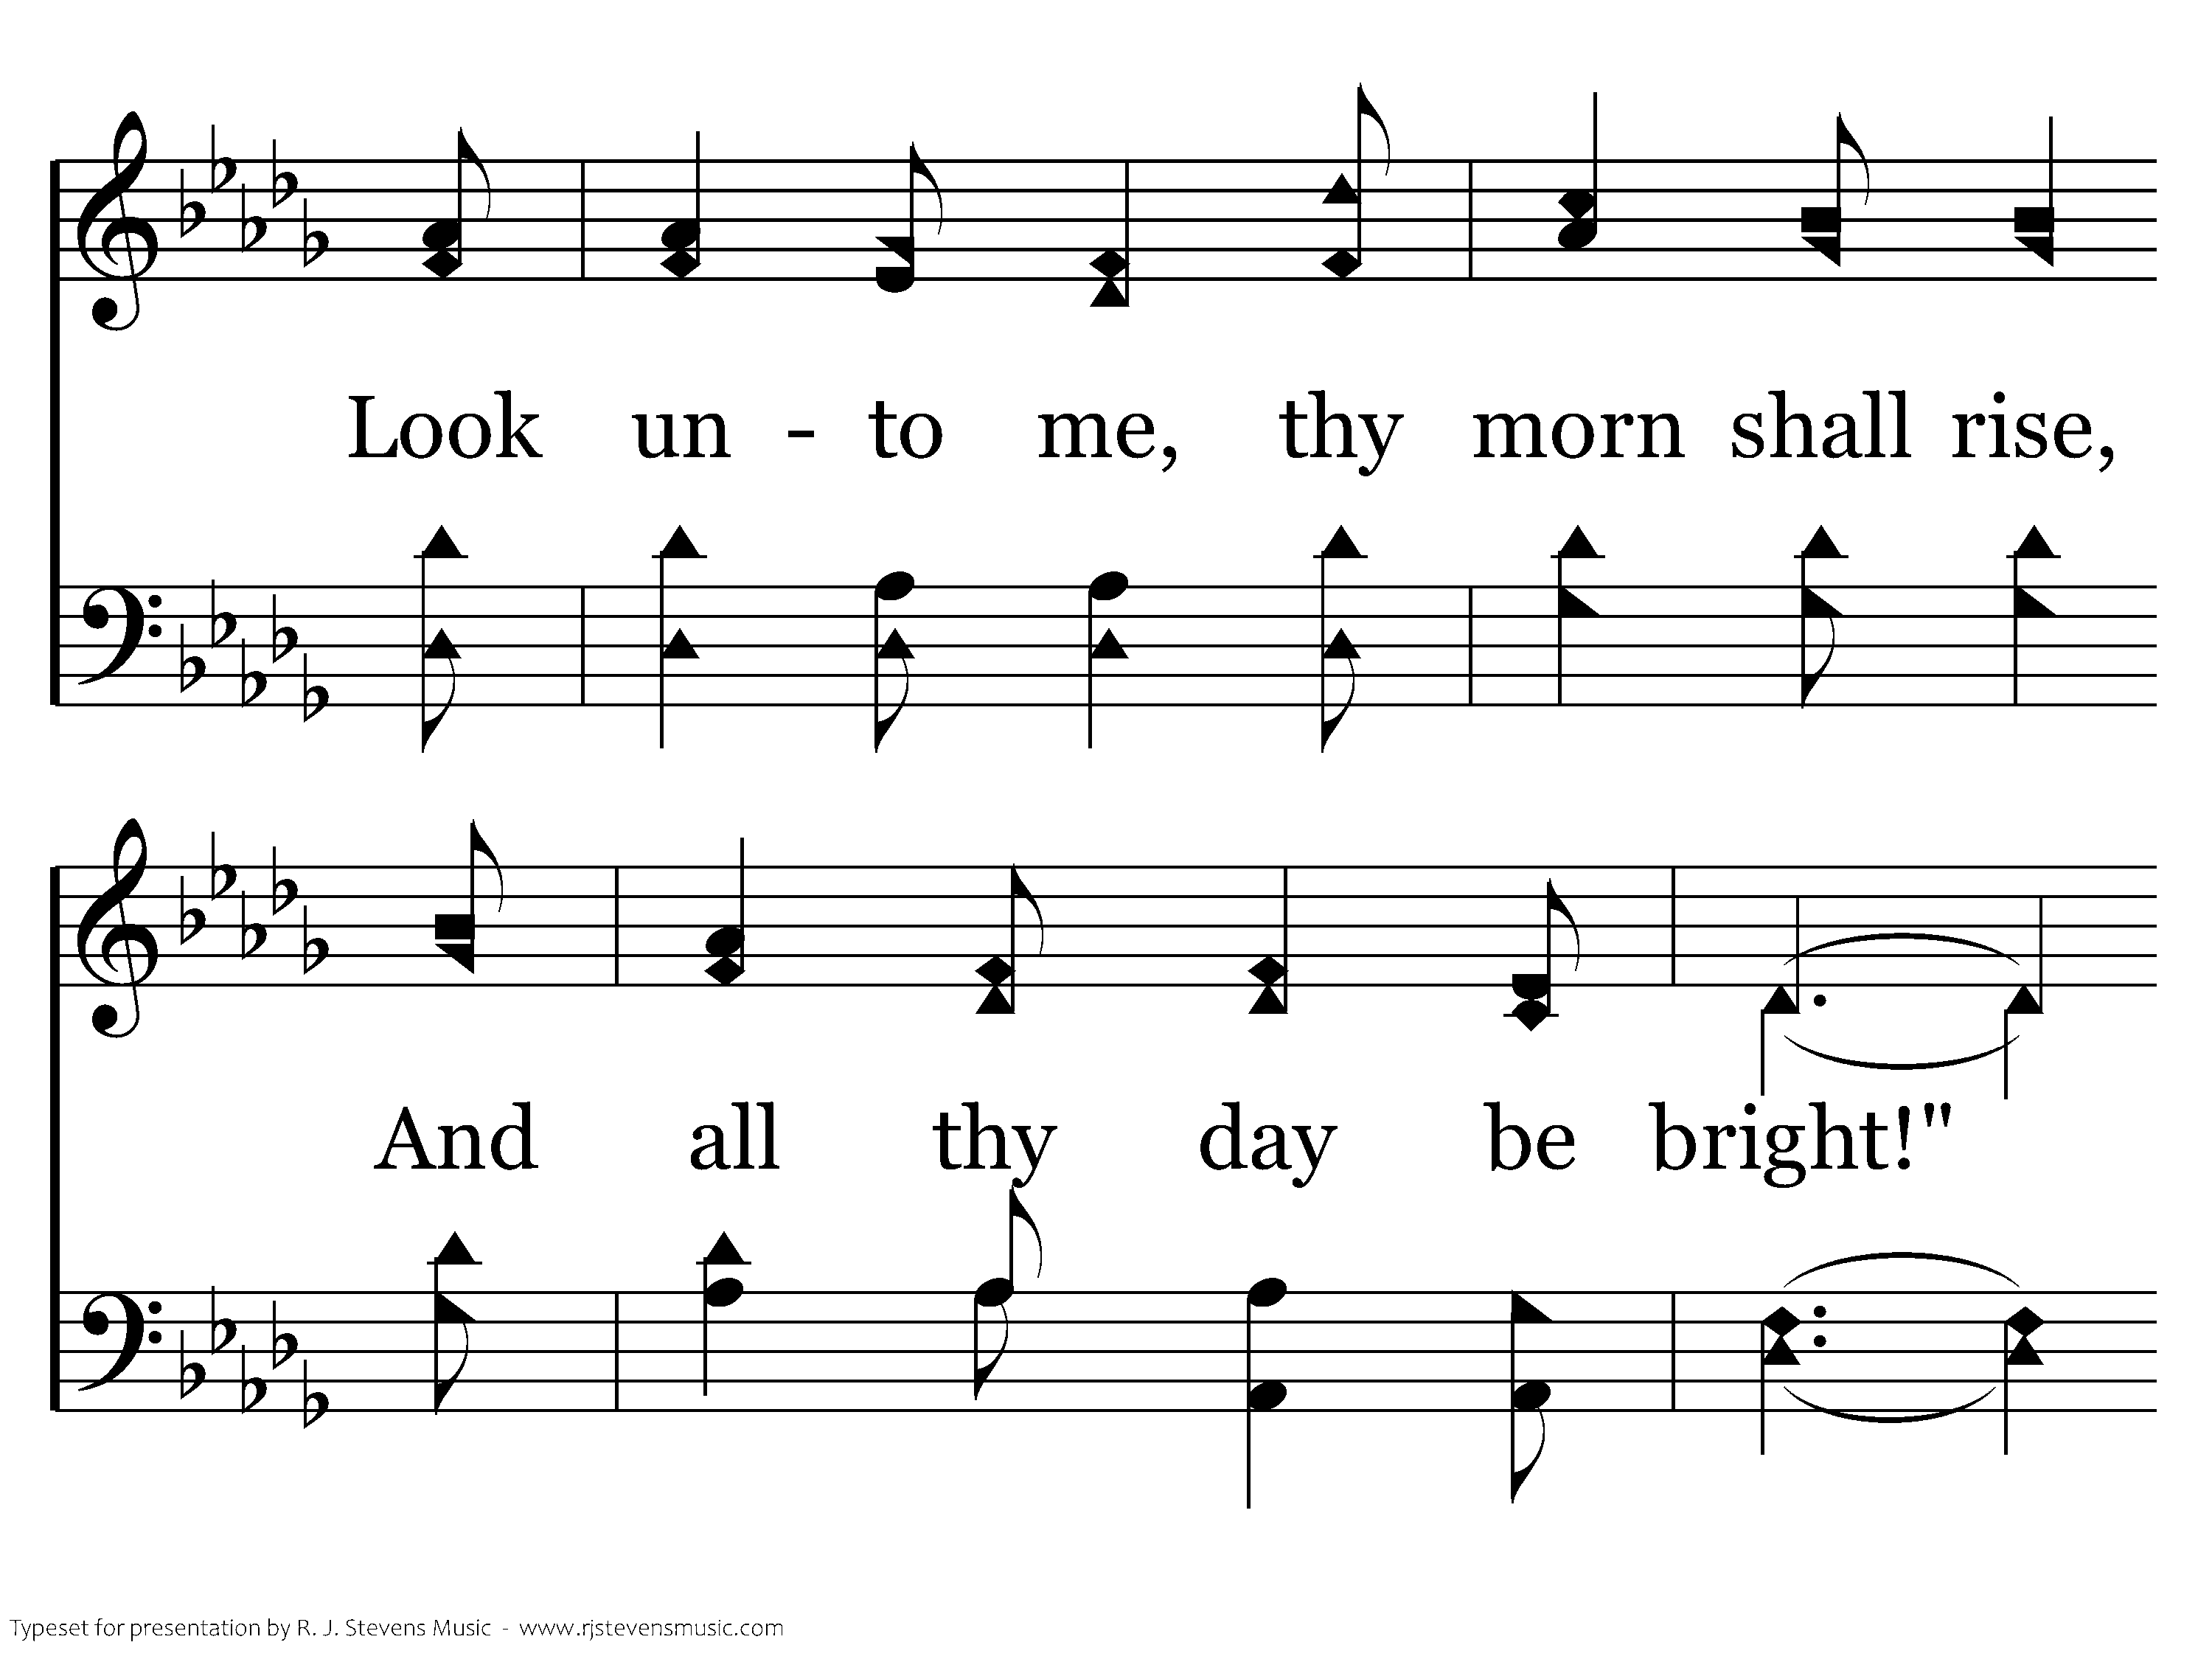 Look un - to me, thy morn shall rise,
And all thy day be bright!"
Typeset for presentation by R. J. Stevens Music - www.rjstevensmusic.com